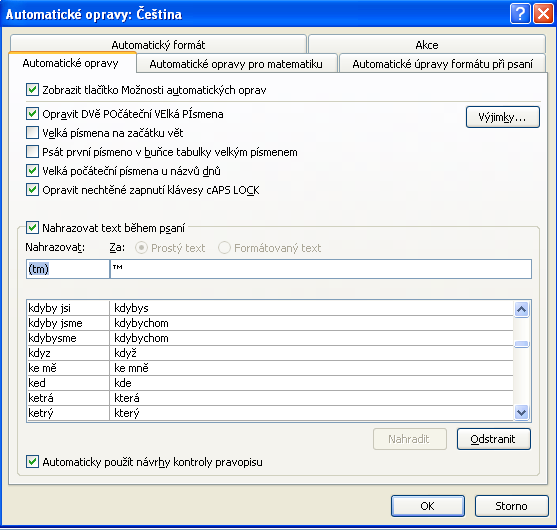 Automatické opravy: Čeština
Automatický formát Akce
Automatické opravy Automatické opravy pro matematiku Automatické úpravy formátu při psaní
Zobrazit tlačítko Možnosti automatických oprav
Opravit DVě POčáteční VElká PÍsmena
Výjimky...
Velká písmena na začátku vět
Psát první písmeno v buňce tabulky velkým písmenem
Velká počáteční písmena u názvů dnů
Opravit nechtěné zapnutí klávesy cAPS LOCK
Nahrazovat text během psaní
Nahrazovat: Za: Prostý text Formátovaný text
(tm) ™
kdyby jsi kdybys
kdyby jsme kdybychom
kdybysme kdybychom
kdyz když
ke mě ke mně
ked kde
ketrá která
ketrý který
Nahradit Odstranit
Automaticky použít návrhy kontroly pravopisu
OK Storno